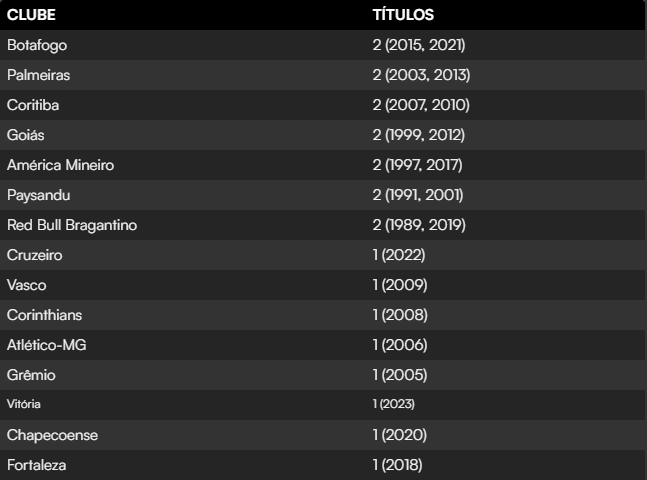 CLUBE TÍTULOS
Botafogo 2 (2015, 2021)
Palmeiras 2 (2003, 2013)
Coritiba 2 (2007, 2010)
Goiás 2 (1999, 2012)
América Mineiro 2 (1997, 2017)
Paysandu 2 (1991, 2001)
Red Bull Bragantino 2 (1989, 2019)
Cruzeiro 1 (2022)
Vasco 1 (2009)
Corinthians 1 (2008)
Atlético-MG 1 (2006)
Grêmio 1 (2005)
Vitória 1 (2023)
Chapecoense 1 (2020)
Fortaleza 1 (2018)